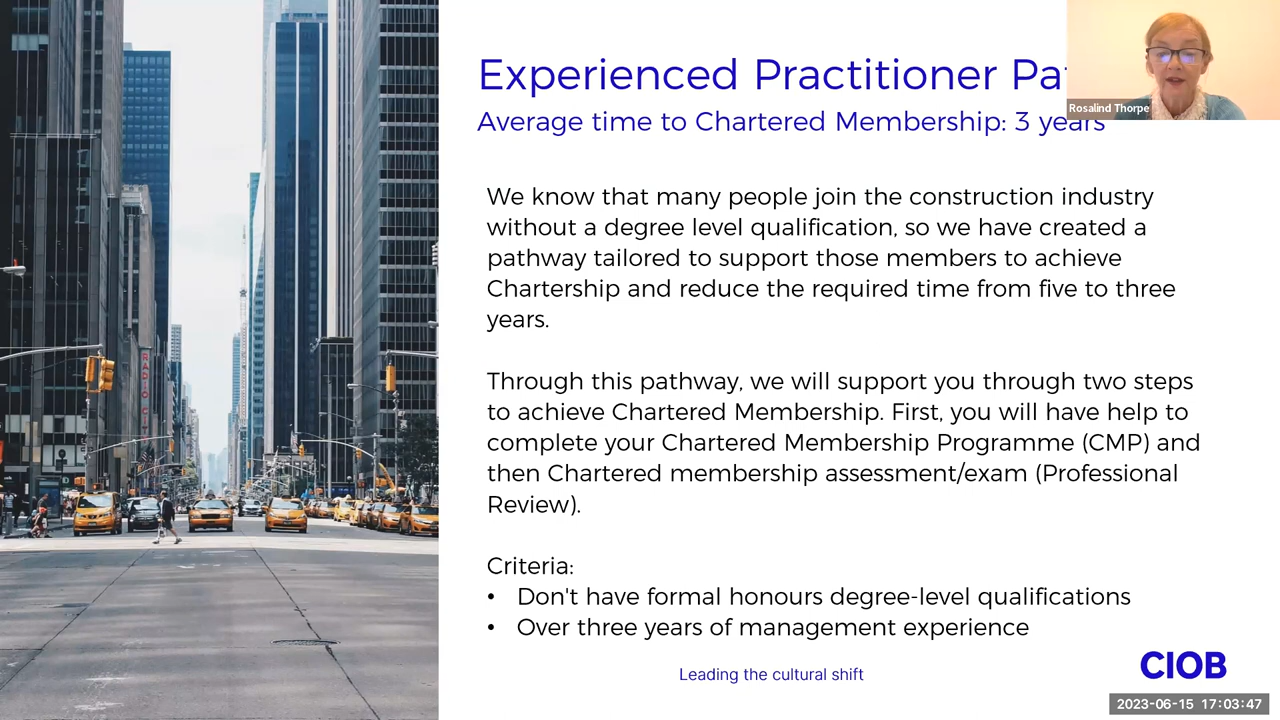 Experienced Practitioner
Average time to Chartered Membership: 3 years
Rosalind Thorpe
We know that many people join the construction industry
without a degree level qualification, so we have created a
pathway tailored to support those members to achieve
Chartership and reduce the required time from five to three
years.
Through this pathway, we will support you through two steps
to achieve Chartered Membership. First, you will have help to
complete your Chartered Membership Programme (CMP) and
then Chartered membership assessment/exam (Professional
Review).
Criteria:
• Don't have formal honours degree-level qualifications
• Over three years of management experience
Leading the cultural shift
CIOB
2023-06-15 17:03:47
RADIO CITY